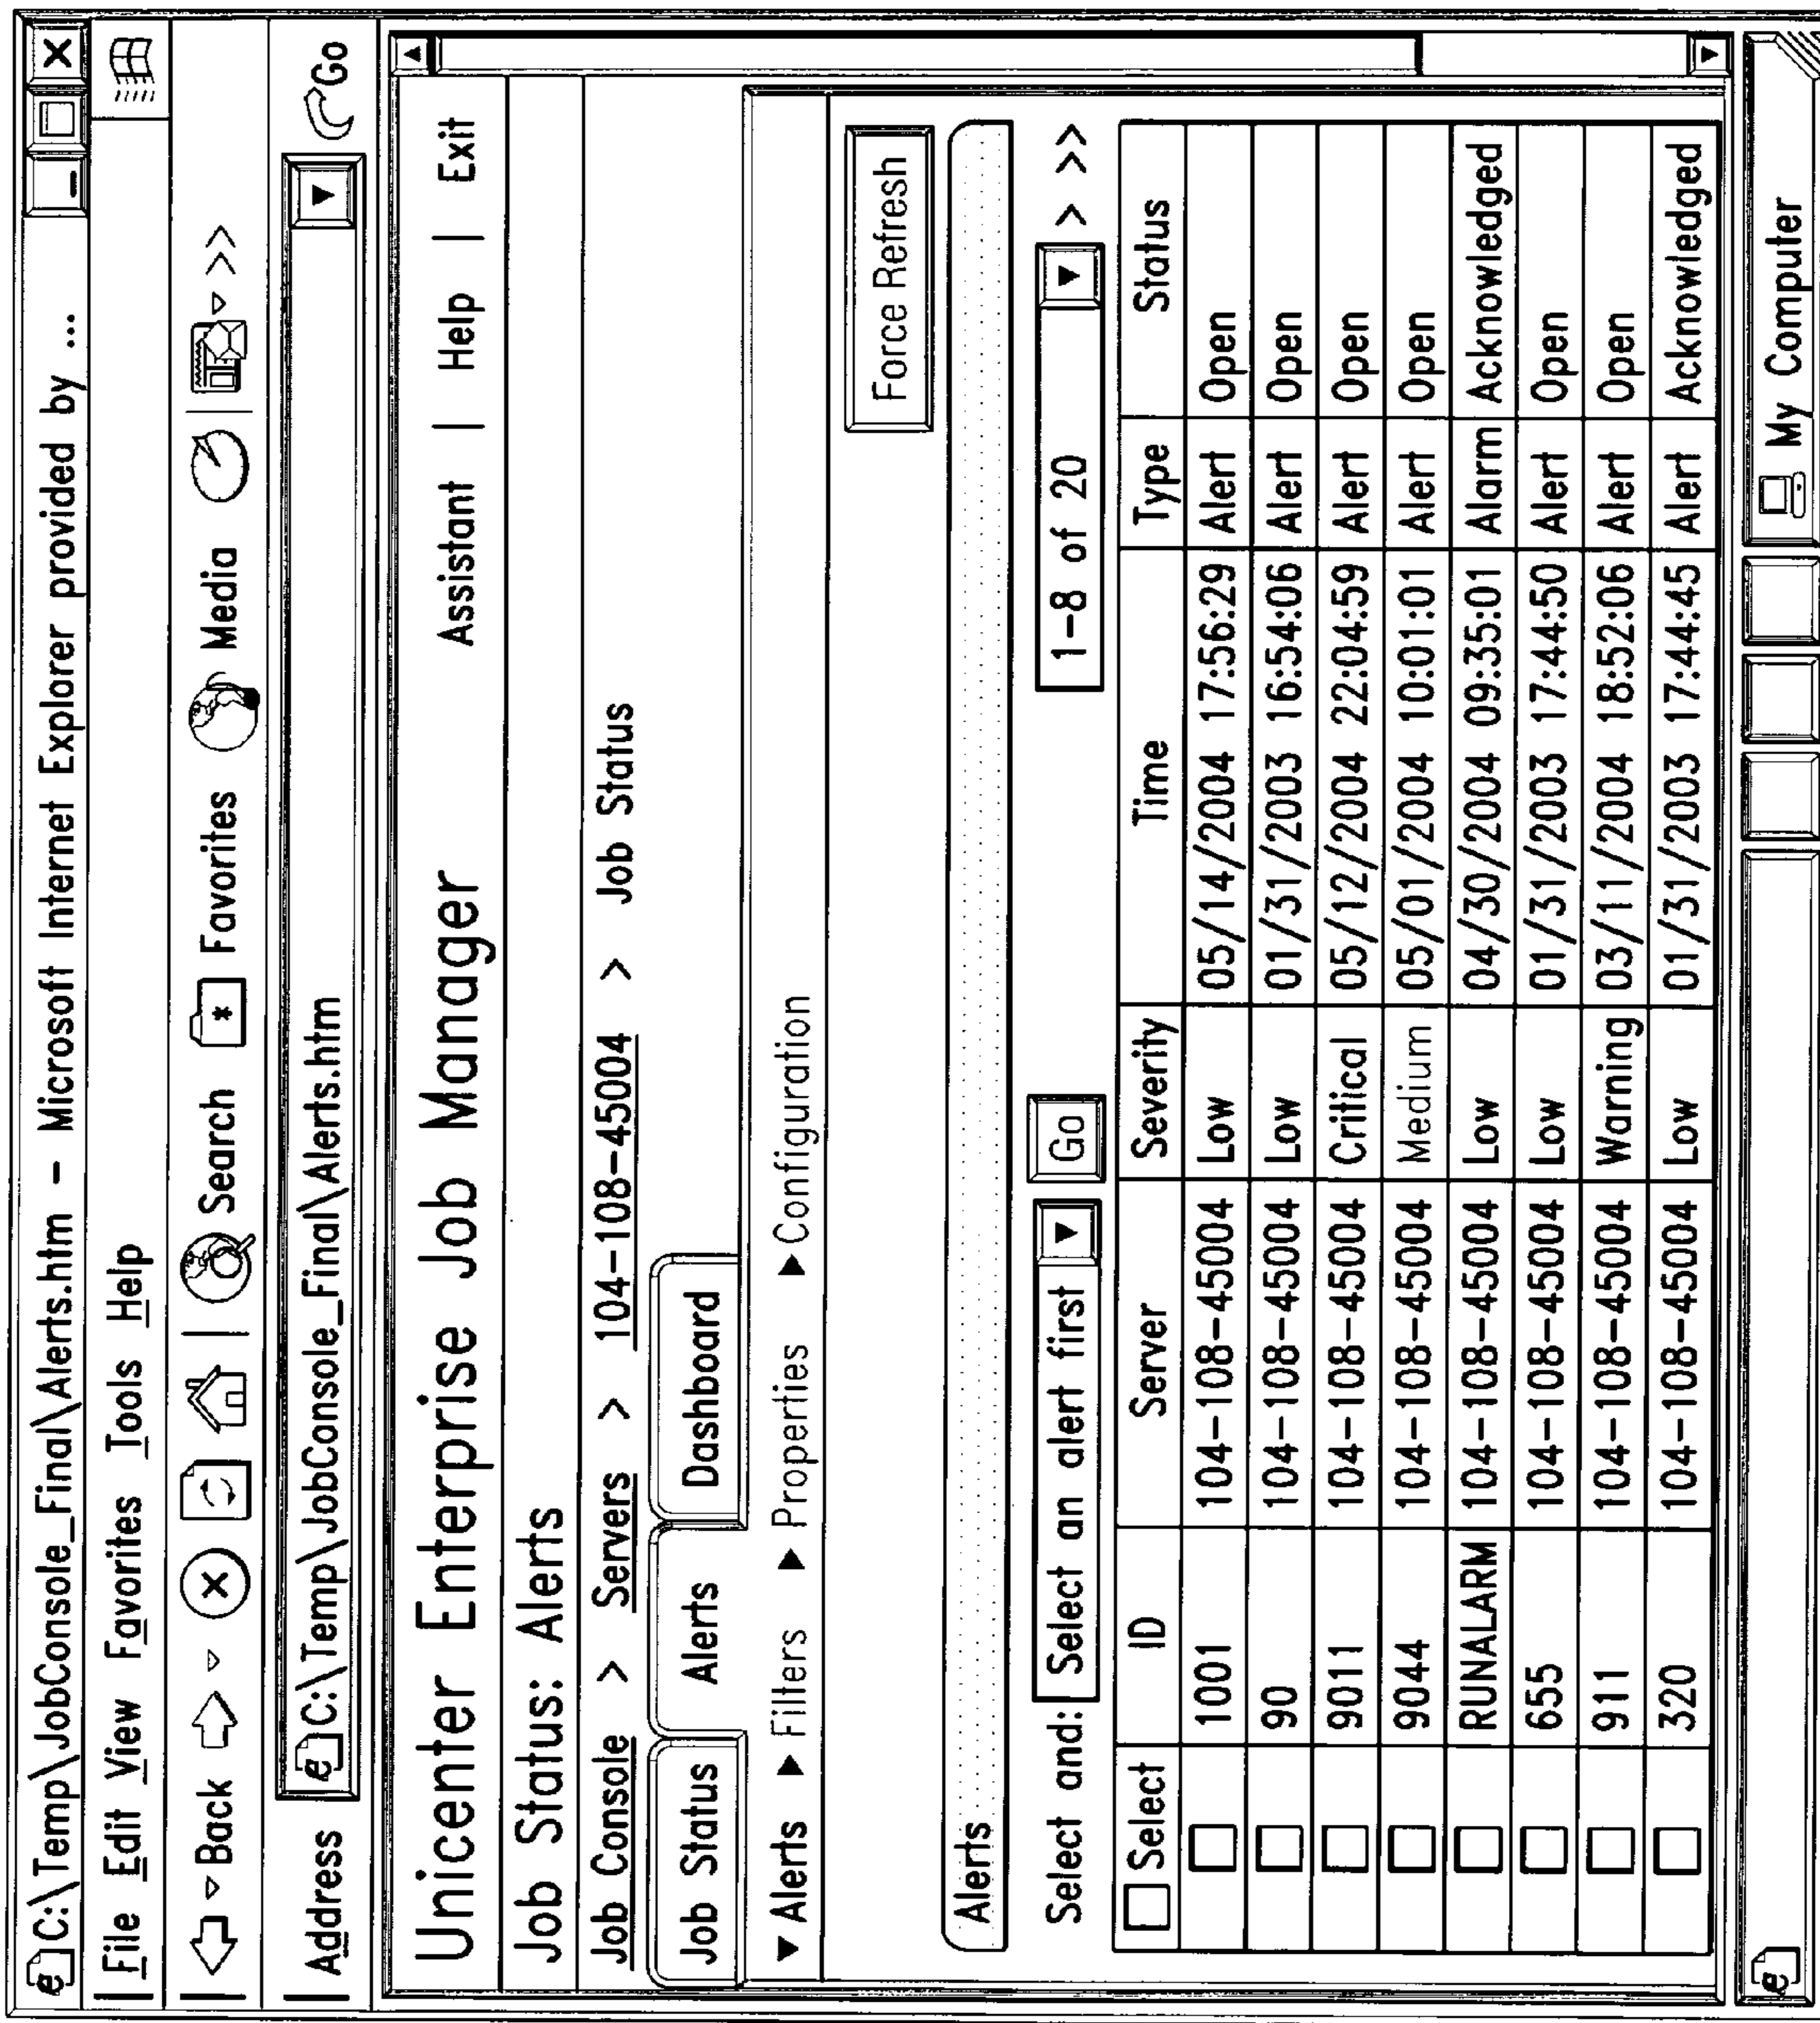 C:\Temp\JobConsole_Final\Alerts.htm – Microsoft Internet Explorer provided by ...
File Edit View Favorites Tools Help
Back Search Favorites Media >>
Address C:\Temp\JobConsole_Final\Alerts.htm Go
Unicenter Enterprise Job Manager Assistant | Help | Exit
Job Status: Alerts
Job Console > Servers > 104–108–45004 > Job Status
Job Status Alerts Dashboard
▼ Alerts ▶ Filters ▶ Properties ▶ Configuration
Force Refresh
Alerts
Select and: Select an alert first Go 1–8 of 20 > >>
Select ID Server Severity Time Type Status
1001 104–108–45004 Low 05/14/2004 17:56:29 Alert Open
90 104–108–45004 Low 01/31/2003 16:54:06 Alert Open
9011 104–108–45004 Critical 05/12/2004 22:04:59 Alert Open
9044 104–108–45004 Medium 05/01/2004 10:01:01 Alert Open
RUNALARM 104–108–45004 Low 04/30/2004 09:35:01 Alarm Acknowledged
655 104–108–45004 Low 01/31/2003 17:44:50 Alert Open
911 104–108–45004 Warning 03/11/2004 18:52:06 Alert Open
320 104–108–45004 Low 01/31/2003 17:44:45 Alert Acknowledged
My Computer